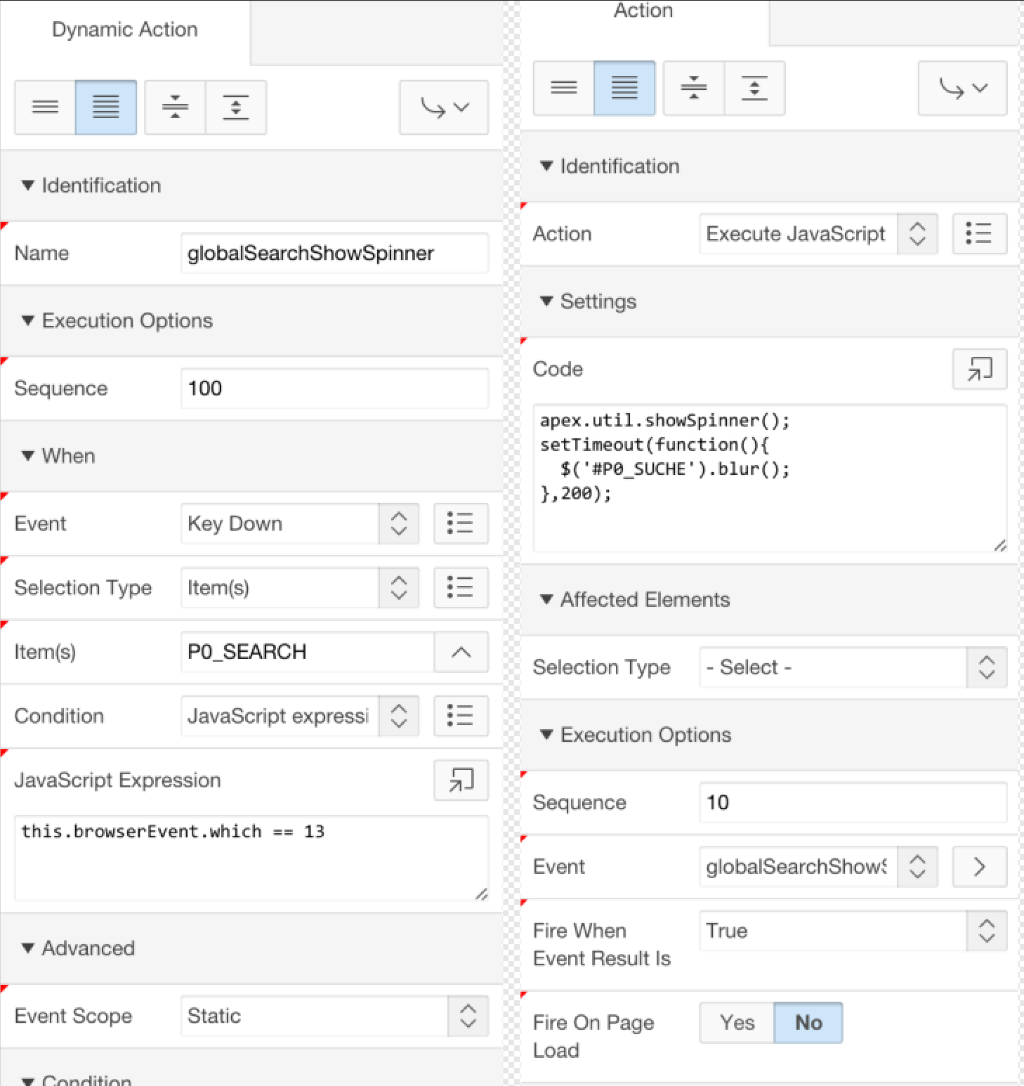 Dynamic Action
Identification
Name
globalSearchShowSpinner
Execution Options
Sequence
100
When
Event
Key Down
Selection Type
Item(s)
Item(s)
P0_SEARCH
Condition
JavaScript expressi
JavaScript Expression
this.browserEvent.which == 13
Advanced
Event Scope
Static
Condition
Action
Identification
Action
Execute JavaScript
Settings
Code
apex.util.showSpinner();
setTimeout(function(){
  $('#P0_SUCHE').blur();
},200);
Affected Elements
Selection Type
- Select -
Execution Options
Sequence
10
Event
globalSearchShowS
Fire When
Event Result Is
True
Fire On Page
Load
Yes
No